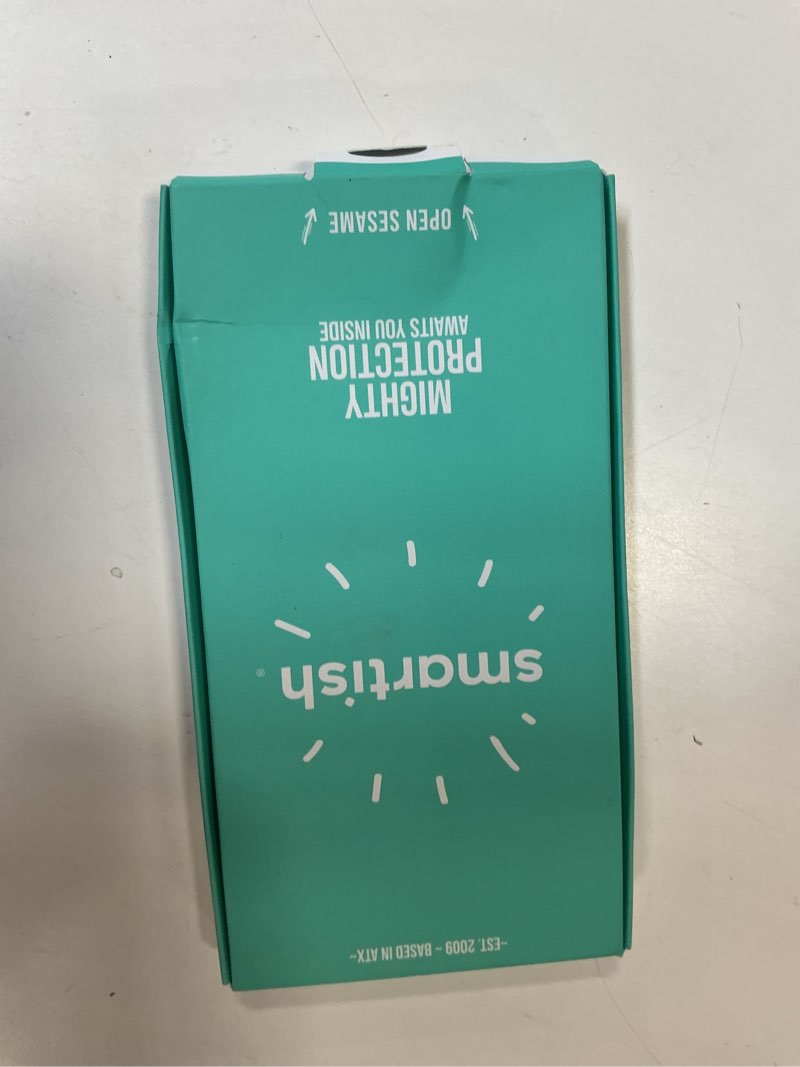 ~EST. 2009 ~ BASED IN ATX~
smartish®
MIGHTY
PROTECTION
AWAITS YOU INSIDE
OPEN SESAME